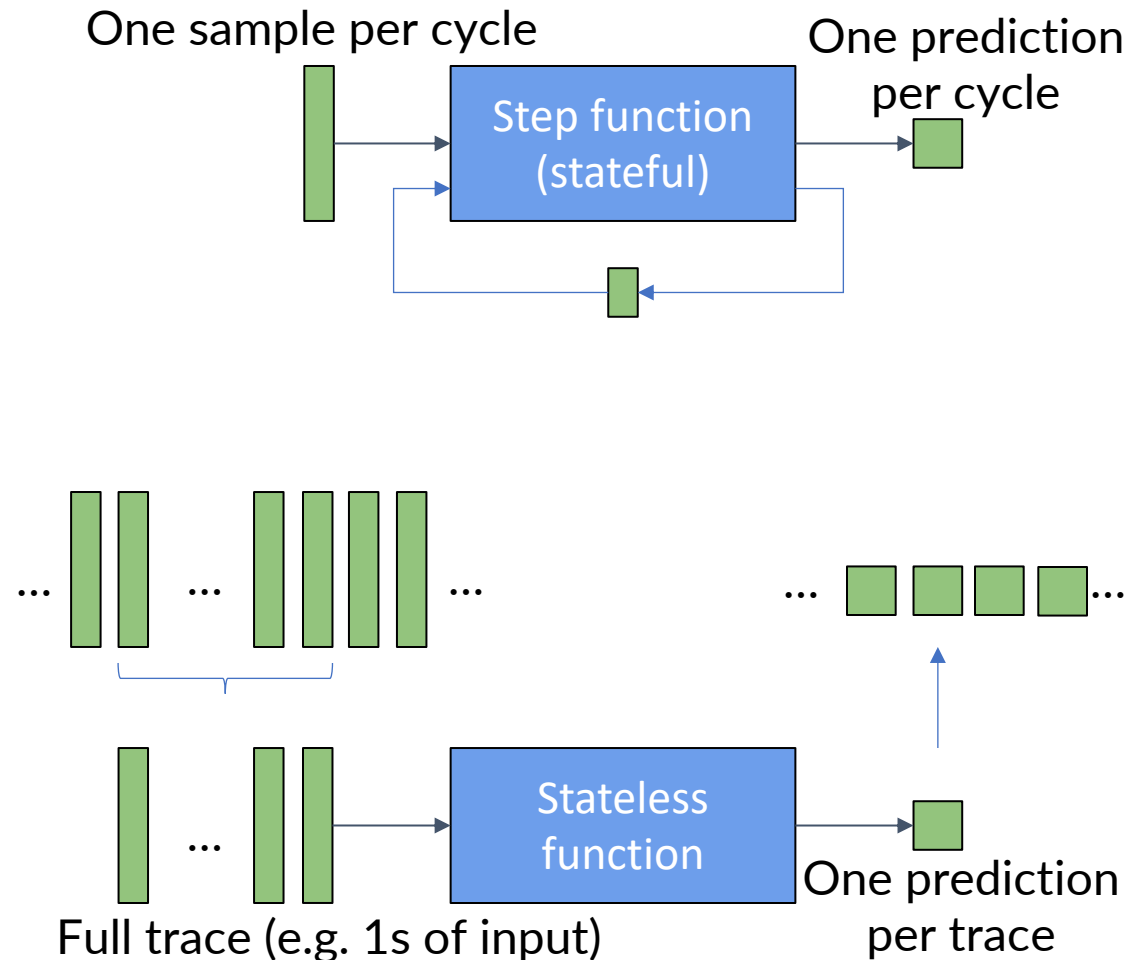 One sample per cycle
One prediction
per cycle
Step function
(stateful)
...
...
...
...
...
...
Stateless
function
One prediction
per trace
Full trace (e.g. 1s of input)